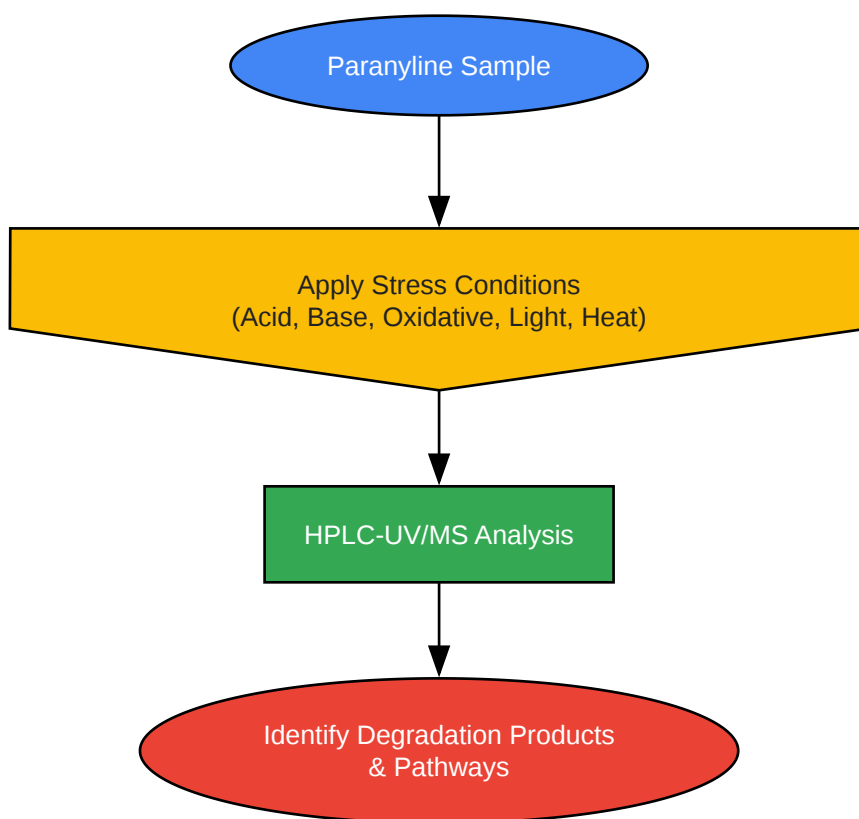 Paranyline Sample
Apply Stress Conditions
(Acid, Base, Oxidative, Light, Heat)
HPLC-UV/MS Analysis
Identify Degradation Products
& Pathways